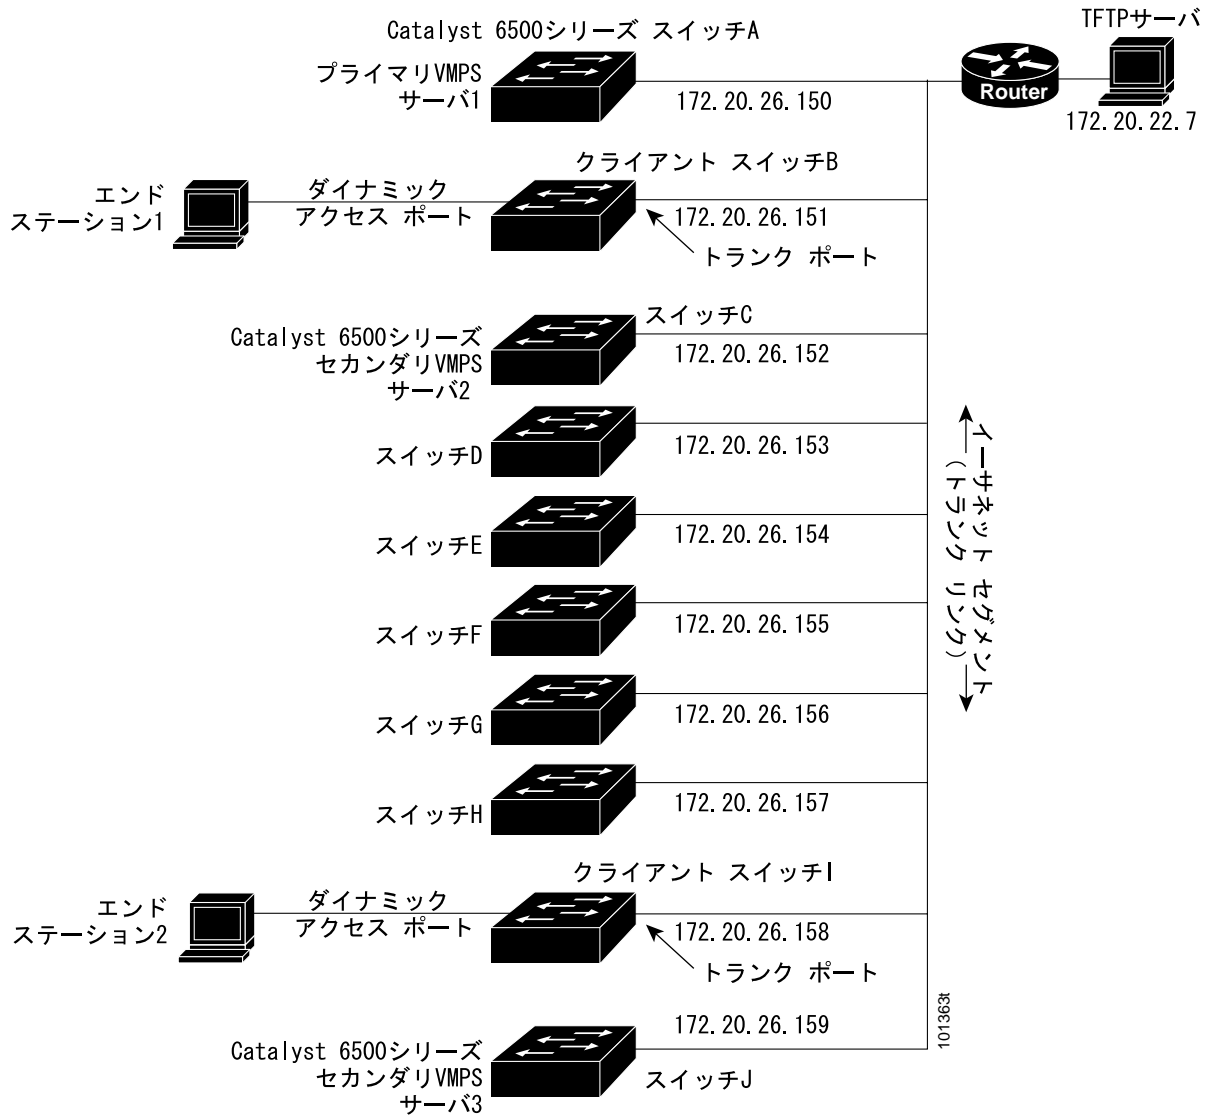 Catalyst 6500シリーズ スイッチA
TFTPサーバ
プライマリVMPS
サーバ1
172.20.26.150
Router
172.20.22.7
クライアント スイッチB
エンド
ステーション1
ダイナミック
アクセス ポート
172.20.26.151
トランク ポート
スイッチC
Catalyst 6500シリーズ
セカンダリVMPS
サーバ2
172.20.26.152
スイッチD
172.20.26.153
イーサネット セグメント
(トランク リンク)
スイッチE
172.20.26.154
スイッチF
172.20.26.155
スイッチG
172.20.26.156
スイッチH
172.20.26.157
クライアント スイッチI
エンド
ステーション2
ダイナミック
アクセス ポート
172.20.26.158
トランク ポート
172.20.26.159
Catalyst 6500シリーズ
セカンダリVMPS
サーバ3
スイッチJ
101363t